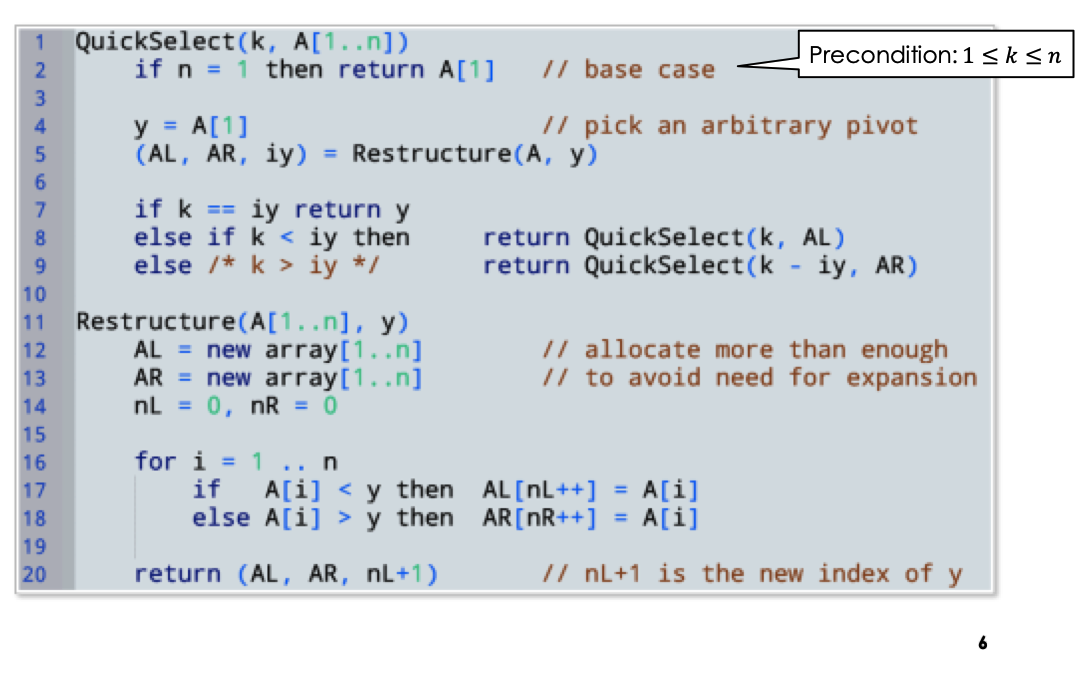 1 QuickSelect(k, A[1..n])
2 if n = 1 then return A[1] // base case
Precondition: 1 ≤ k ≤ n
3
4 y = A[1] // pick an arbitrary pivot
5 (AL, AR, iy) = Restructure(A, y)
6
7 if k == iy return y
8 else if k < iy then return QuickSelect(k, AL)
9 else /* k > iy */ return QuickSelect(k - iy, AR)
10
11 Restructure(A[1..n], y)
12 AL = new array[1..n] // allocate more than enough
13 AR = new array[1..n] // to avoid need for expansion
14 nL = 0, nR = 0
15
16 for i = 1 .. n
17 if A[i] < y then AL[nL++] = A[i]
18 else A[i] > y then AR[nR++] = A[i]
19
20 return (AL, AR, nL+1) // nL+1 is the new index of y
6